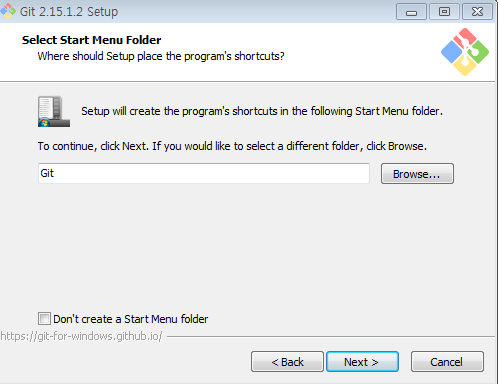 Git 2.15.1.2 Setup
Select Start Menu Folder
Where should Setup place the program's shortcuts?
Setup will create the program's shortcuts in the following Start Menu folder.
To continue, click Next. If you would like to select a different folder, click Browse.
Git
Browse...
Don't create a Start Menu folder
https://git-for-windows.github.io/
< Back
Next >
Cancel